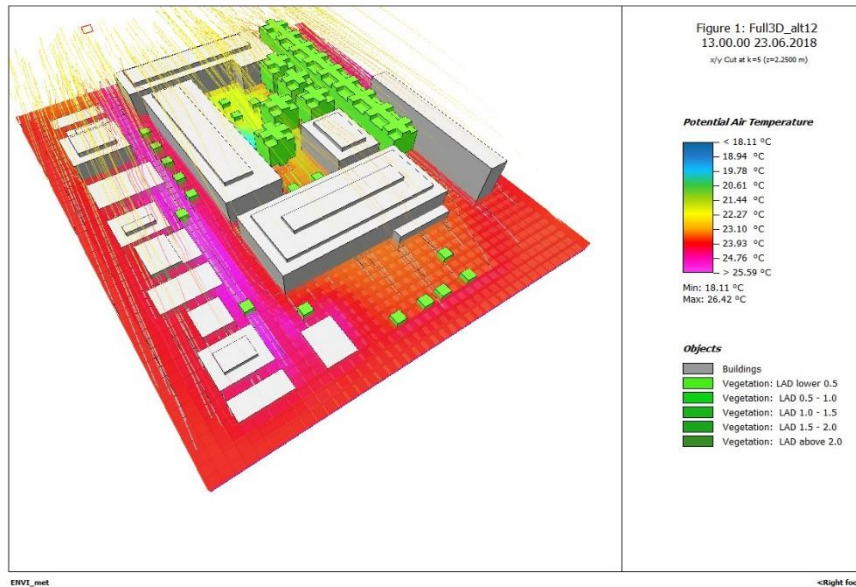 Figure 1: Full3D_alt12
13.00.00 23.06.2018
x/y Cut at k=5 (z=2.2500 m)
Potential Air Temperature
< 18.11 °C
18.94 °C
19.78 °C
20.61 °C
21.44 °C
22.27 °C
23.10 °C
23.93 °C
24.76 °C
> 25.59 °C
Min: 18.11 °C
Max: 26.42 °C
Objects
Buildings
Vegetation: LAD lower 0.5
Vegetation: LAD 0.5 - 1.0
Vegetation: LAD 1.0 - 1.5
Vegetation: LAD 1.5 - 2.0
Vegetation: LAD above 2.0
ENVI_met
<Right foo